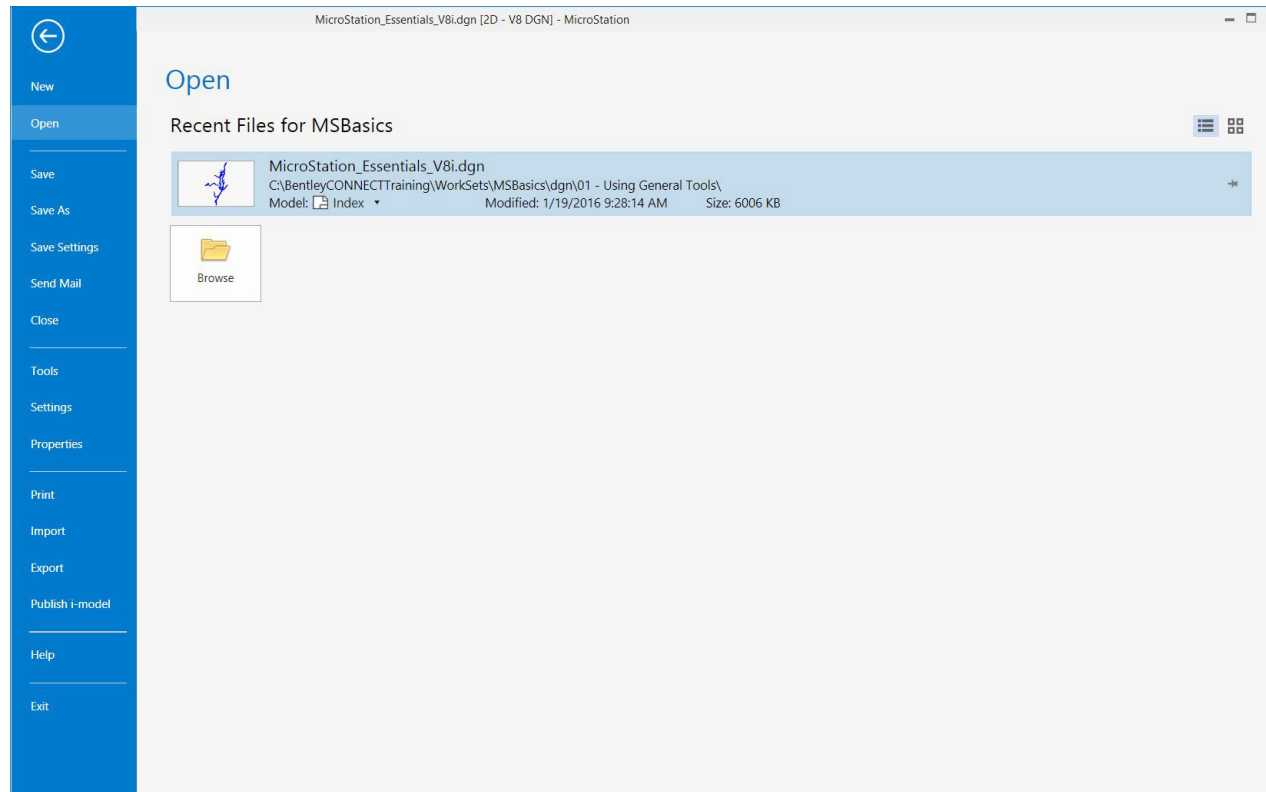 MicroStation_Essentials_V8i.dgn [2D - V8 DGN] - MicroStation
New
Open
Save
Save As
Save Settings
Send Mail
Close
Tools
Settings
Properties
Print
Import
Export
Publish i-model
Help
Exit
Open
Recent Files for MSBasics
MicroStation_Essentials_V8i.dgn
C:\BentleyCONNECTTraining\WorkSets\MSBasics\dgn\01 - Using General Tools\
Model: Index Modified: 1/19/2016 9:28:14 AM Size: 6006 KB
Browse